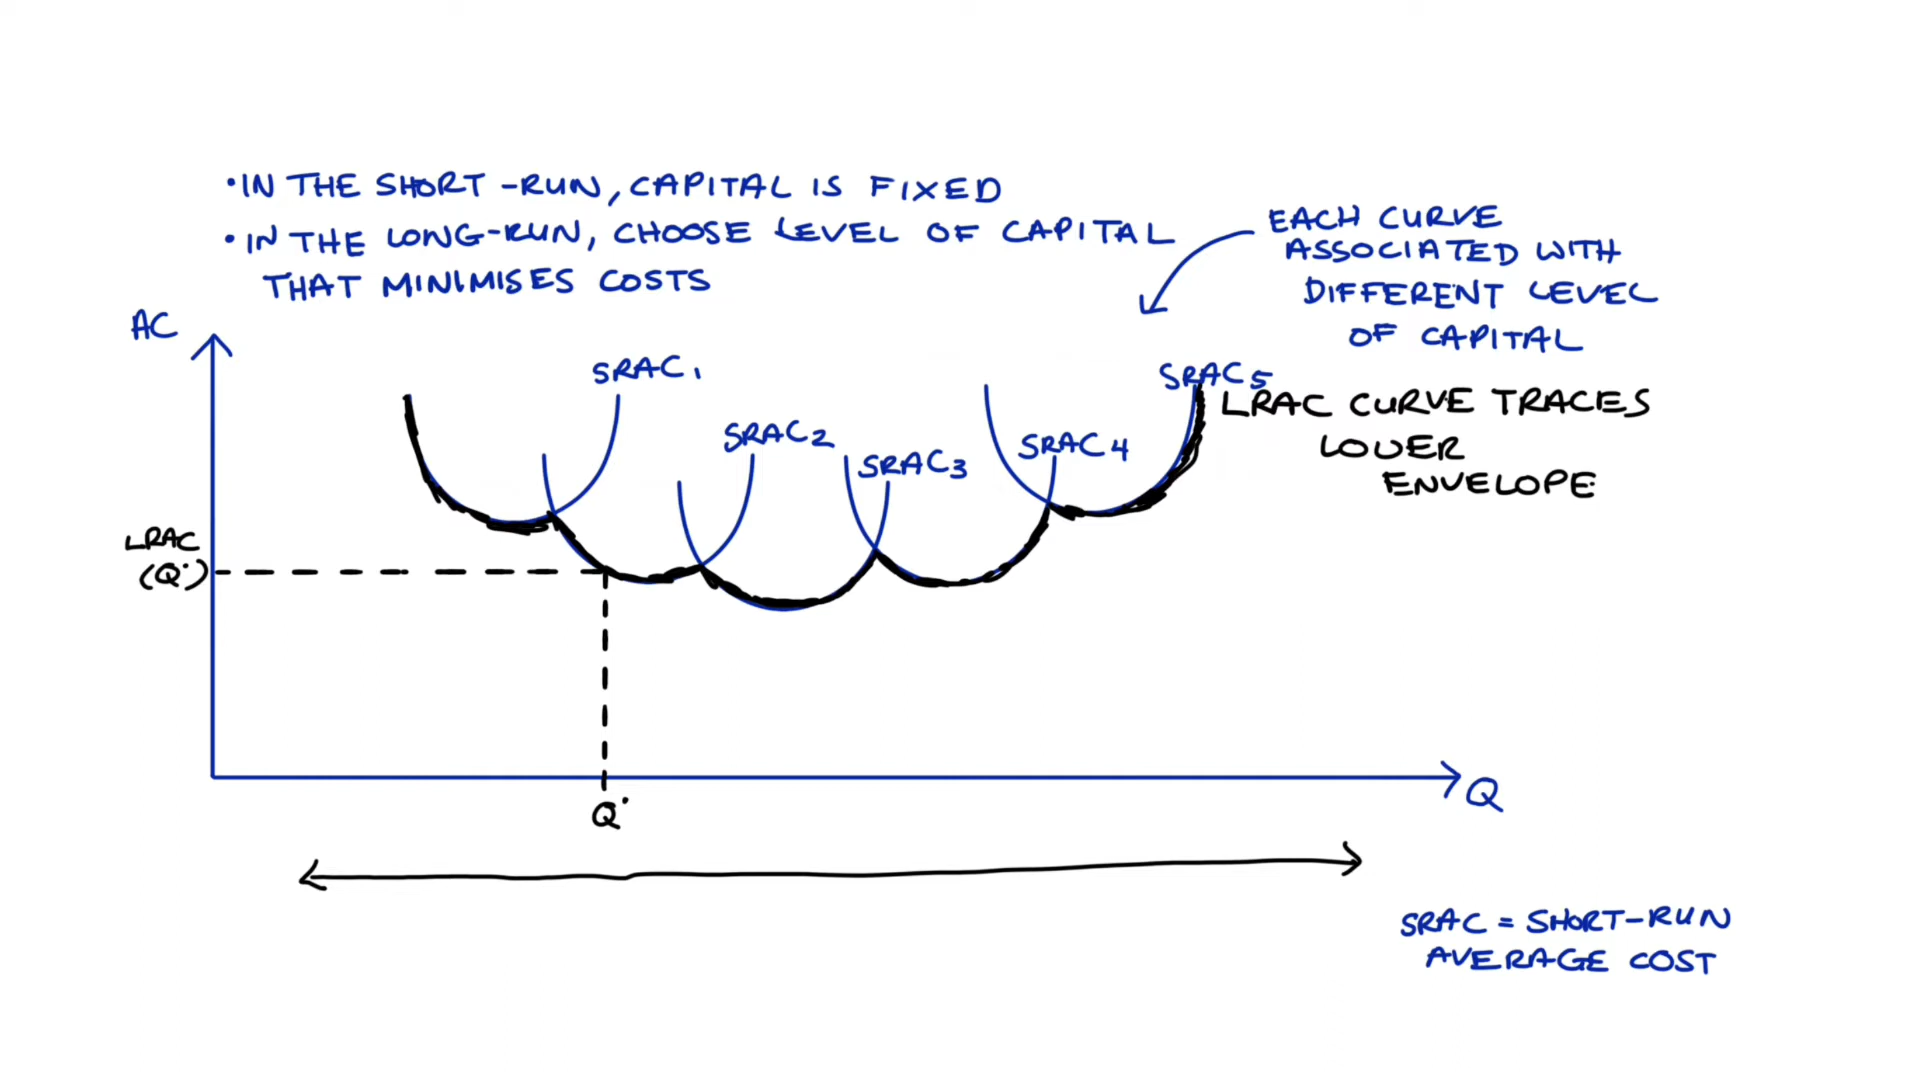 •IN THE SHORT-RUN, CAPITAL IS FIXED
•IN THE LONG-RUN, CHOOSE LEVEL OF CAPITAL
THAT MINIMISES COSTS
EACH CURVE
ASSOCIATED WITH
DIFFERENT LEVEL
OF CAPITAL
AC
SRAC1
SRAC2
SRAC3
SRAC4
SRAC5
LRAC CURVE TRACES
LOWER
ENVELOPE
LRAC
(Q*)
Q*
Q
SRAC = SHORT-RUN
AVERAGE COST